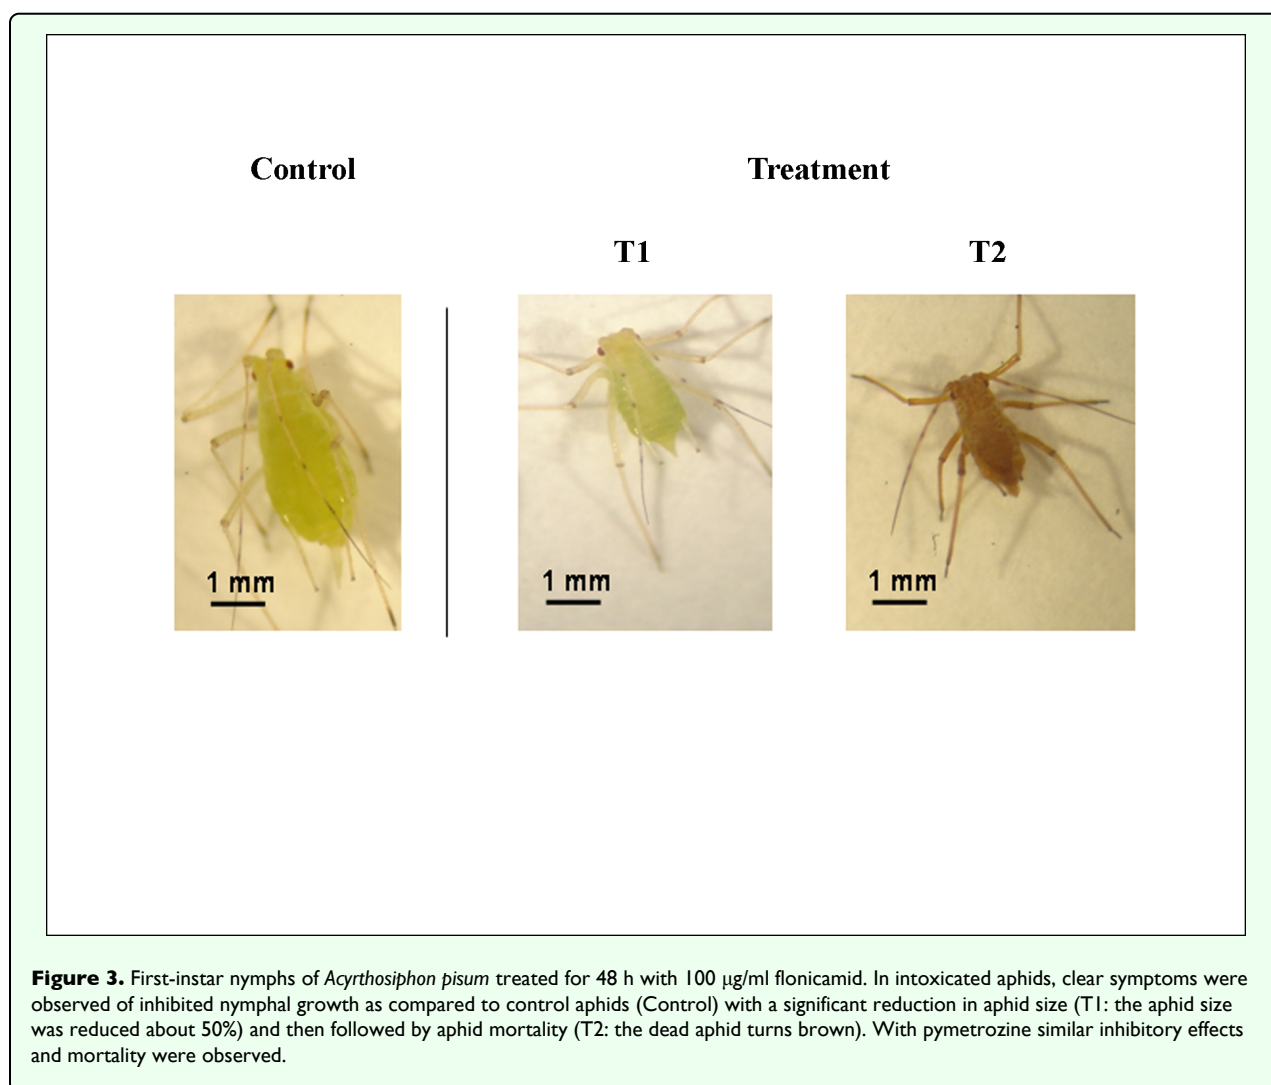 Control
Treatment
T1
T2
1 mm
1 mm
1 mm
Figure 3. First-instar nymphs of Acyrthosiphon pisum treated for 48 h with 100 µg/ml flonicamid. In intoxicated aphids, clear symptoms were
observed of inhibited nymphal growth as compared to control aphids (Control) with a significant reduction in aphid size (T1: the aphid size
was reduced about 50%) and then followed by aphid mortality (T2: the dead aphid turns brown). With pymetrozine similar inhibitory effects
and mortality were observed.